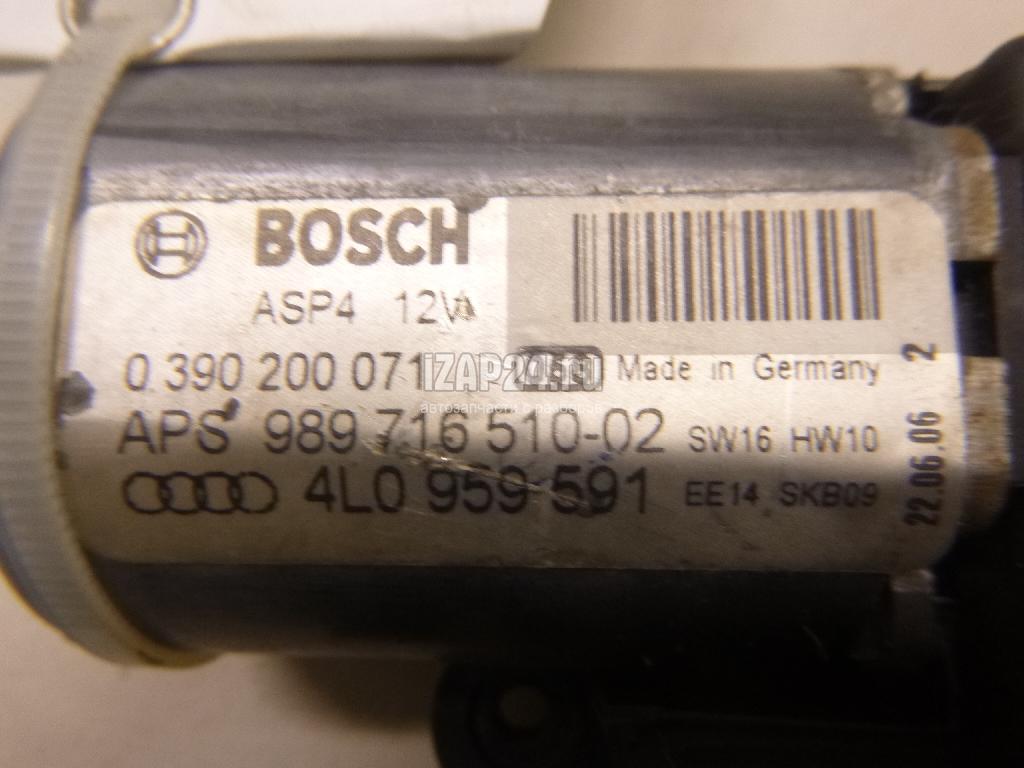 BOSCH
ASP4 12V
0 390 200 071 Made in Germany
iZAP24.ru
автозапчасти с разборов
APS 989 716 510-02 SW16 HW10
4L0 959 591 EE14 SKB09
22.06.06 2